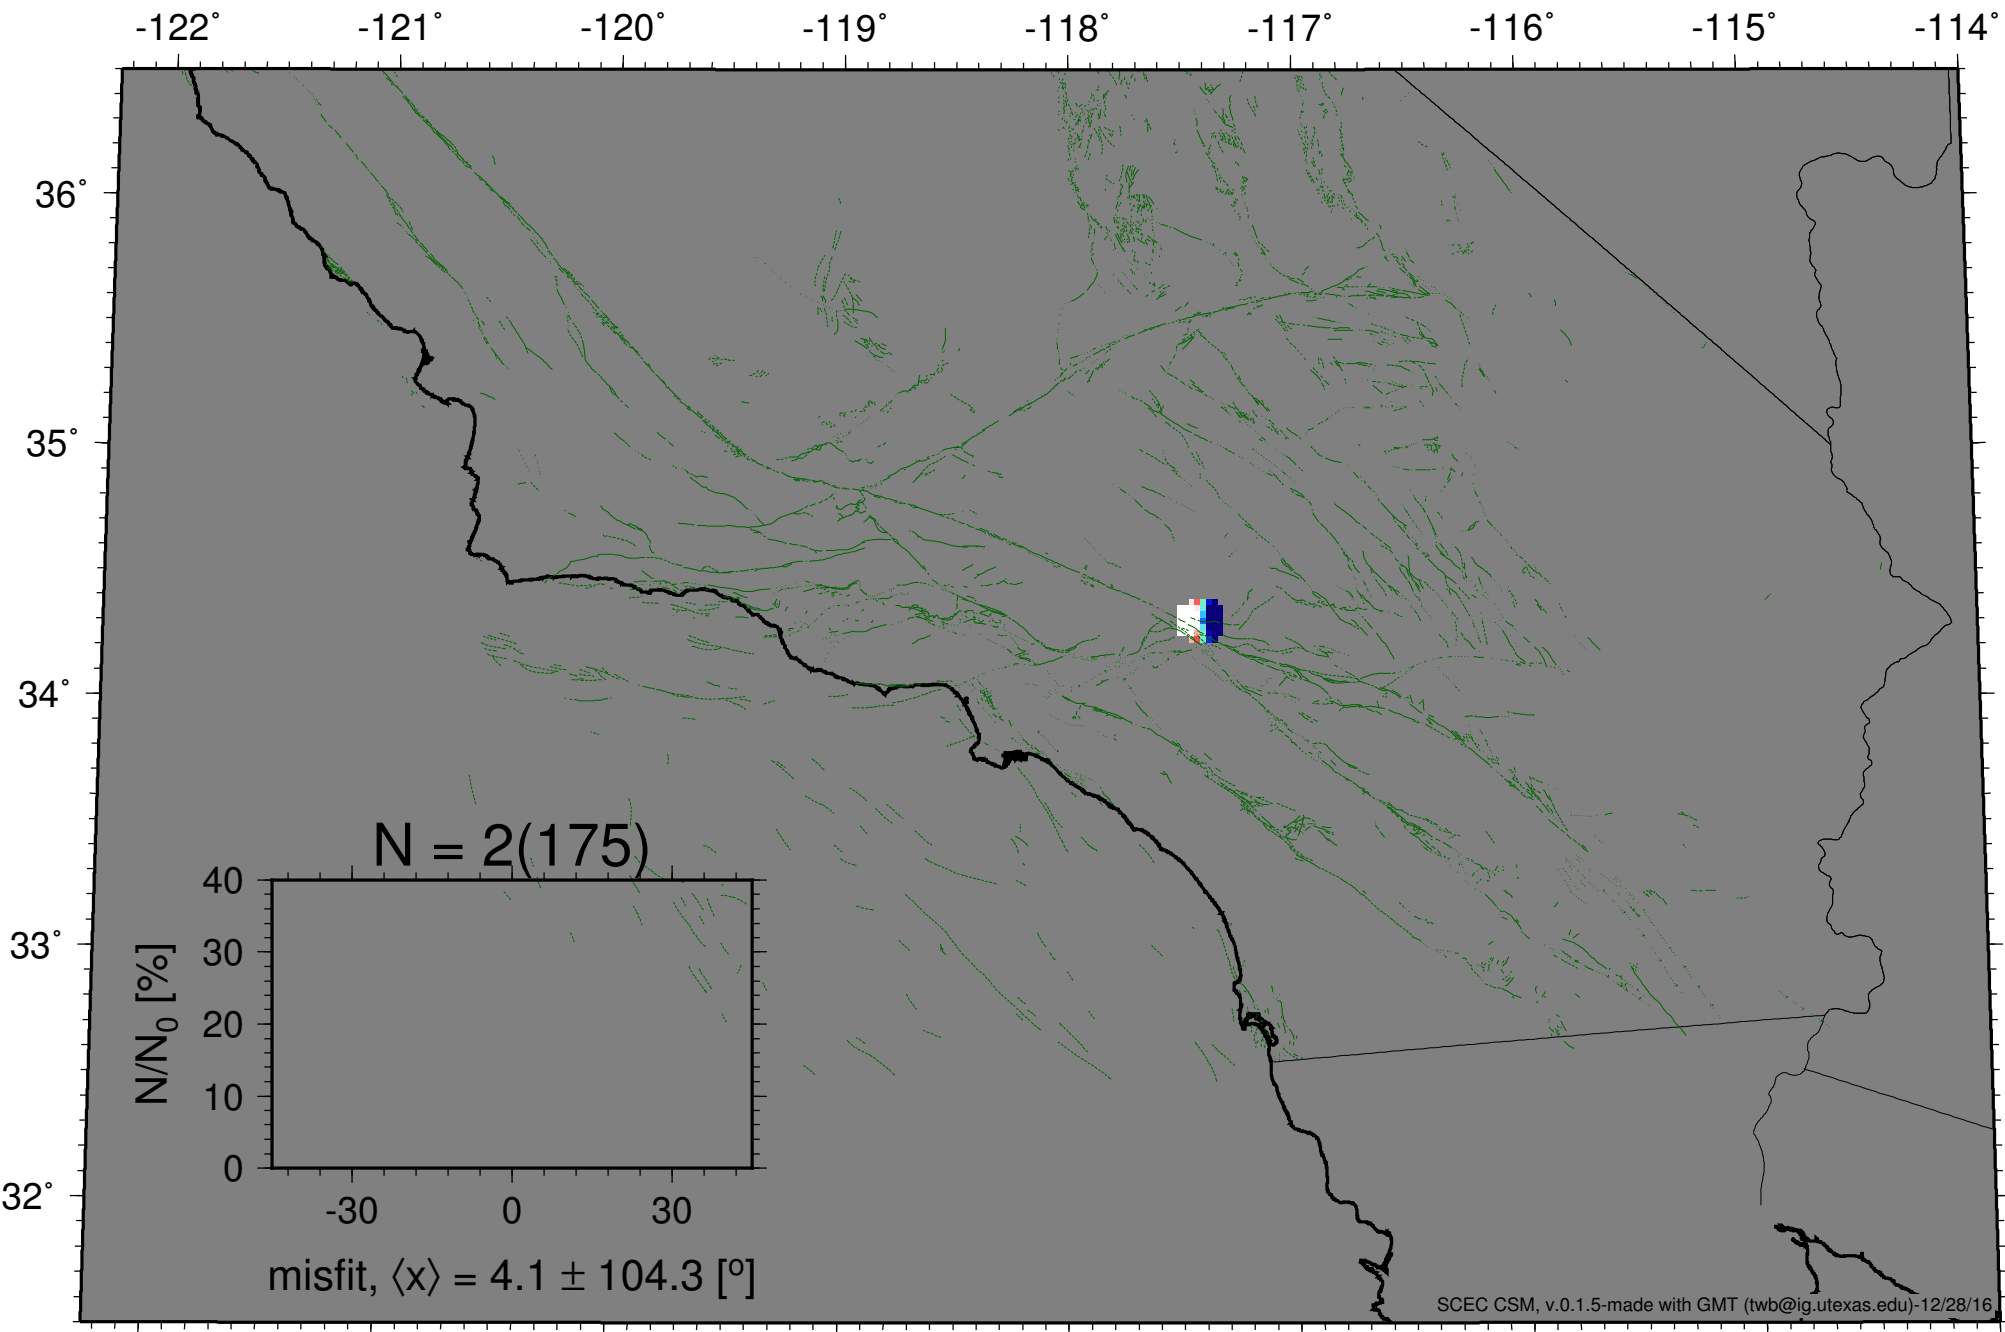 -122˚ -121˚ -120˚ -119˚ -118˚ -117˚ -116˚ -115˚ -114˚
36˚
35˚
34˚
33˚
32˚
N = 2(175)
N/N0 [%]
40
30
20
10
0
-30 0 30
misfit, ⟨x⟩ = 4.1 ± 104.3 [º]
SCEC CSM, v.0.1.5-made with GMT (twb@ig.utexas.edu)-12/28/16